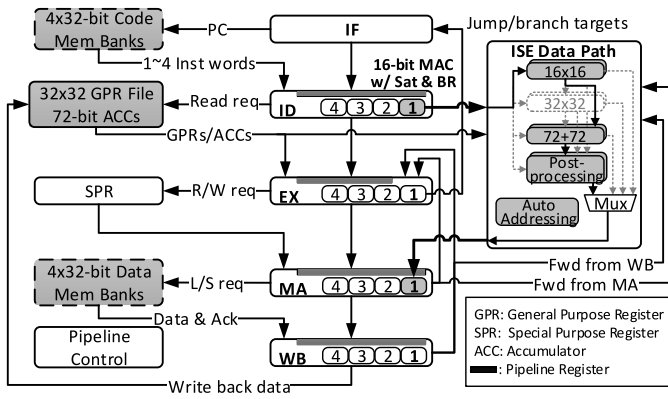 4x32-bit Code
Mem Banks
PC
IF
Jump/branch targets
1~4 Inst words
16-bit MAC
w/ Sat & BR
ISE Data Path
16x16
32x32
72+72
Post-
processing
Auto
Addressing
Mux
32x32 GPR File
72-bit ACCs
Read req
ID
4 3 2 1
GPRs/ACCs
SPR
R/W req
EX
4 3 2 1
4x32-bit Data
Mem Banks
L/S req
MA
4 3 2 1
Fwd from WB
Fwd from MA
Data & Ack
Pipeline
Control
WB
4 3 2 1
Write back data
GPR: General Purpose Register
SPR: Special Purpose Register
ACC: Accumulator
: Pipeline Register